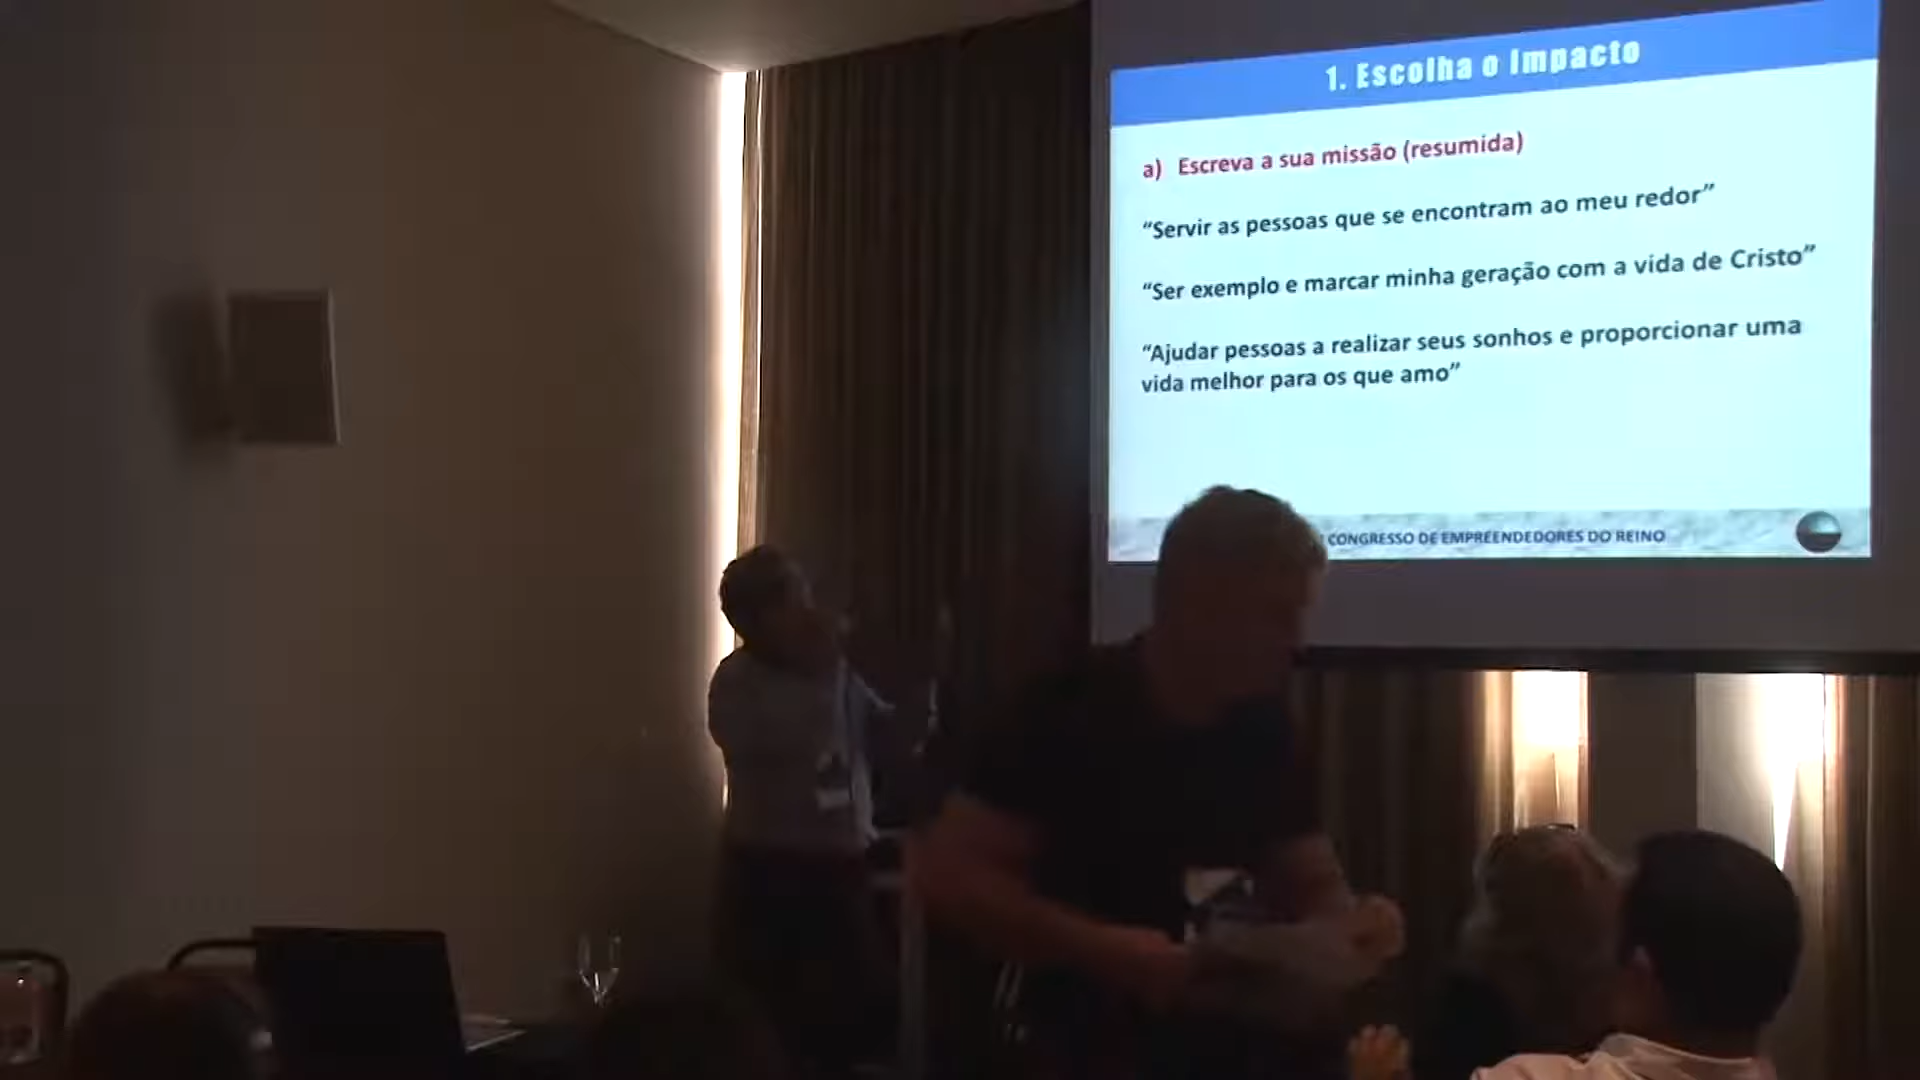 1. Escolha o Impacto
a) Escreva a sua missão (resumida)
“Servir as pessoas que se encontram ao meu redor”
“Ser exemplo e marcar minha geração com a vida de Cristo”
“Ajudar pessoas a realizar seus sonhos e proporcionar uma
vida melhor para os que amo”
CONGRESSO DE EMPREENDEDORES DO REINO